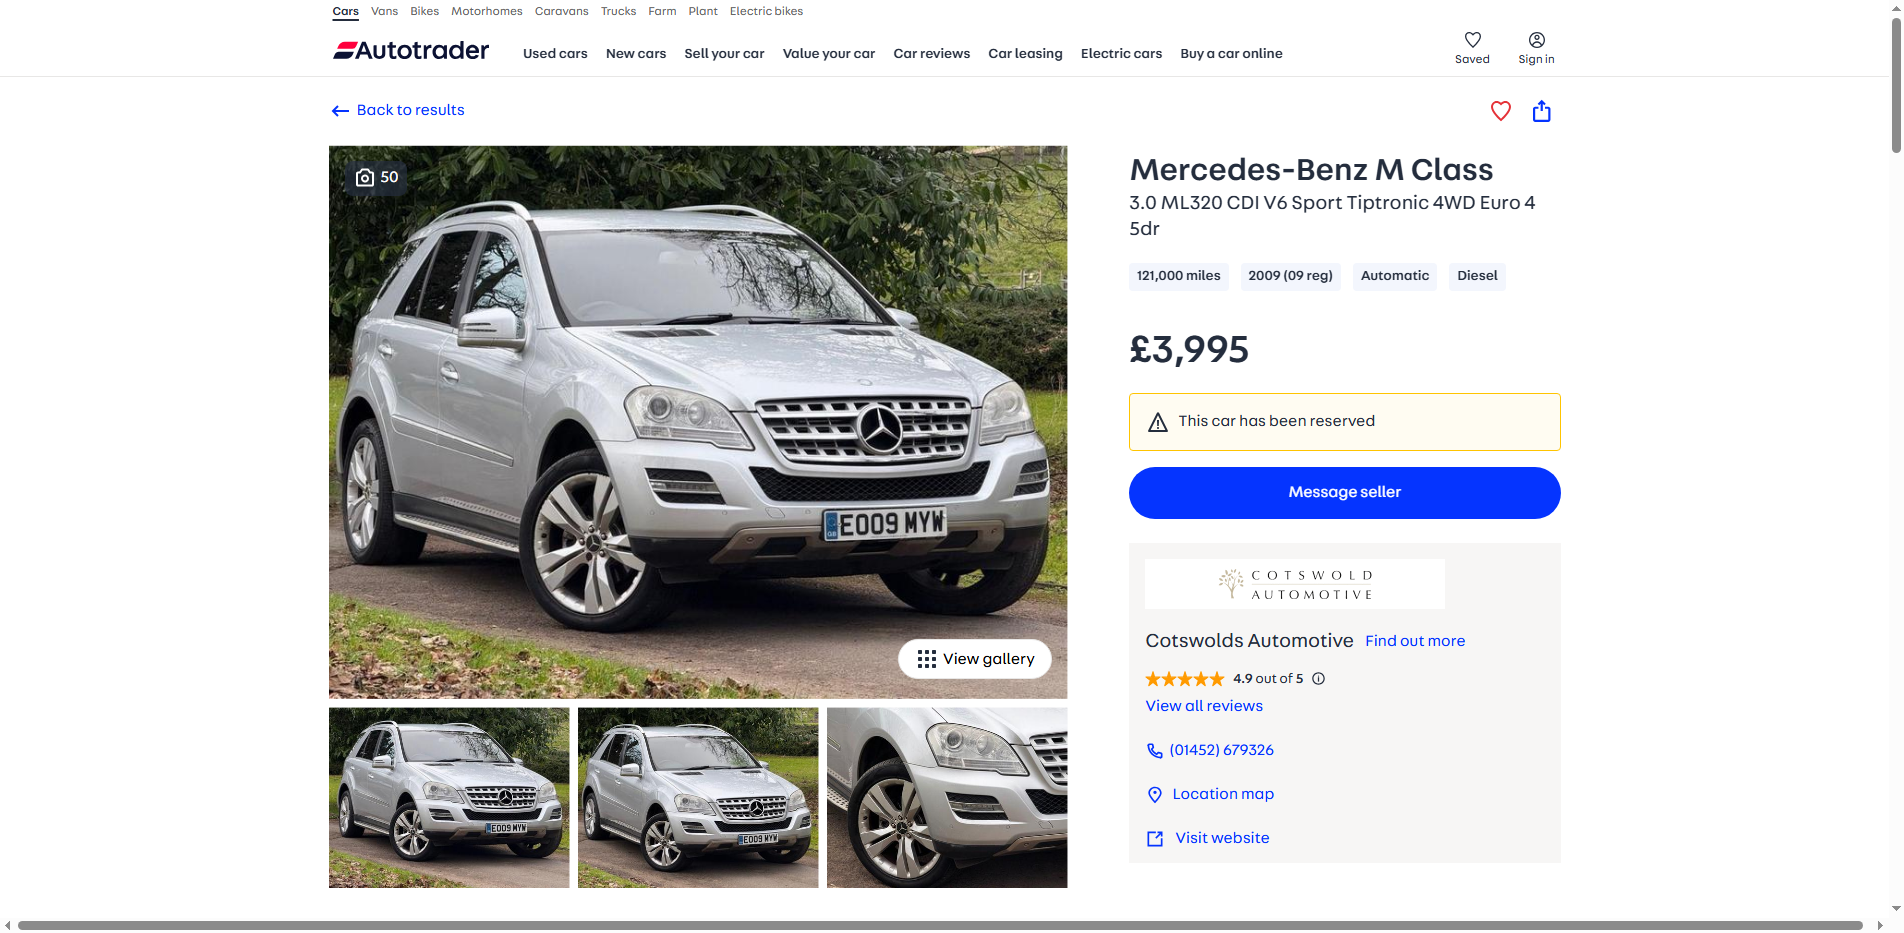 Cars Vans Bikes Motorhomes Caravans Trucks Farm Plant Electric bikes
Autotrader
Used cars New cars Sell your car Value your car Car reviews Car leasing Electric cars Buy a car online
Saved Sign in
Back to results
50
EO09 MYW
View gallery
EO09 MYW
EO09 MYW
Mercedes-Benz M Class
3.0 ML320 CDI V6 Sport Tiptronic 4WD Euro 4
5dr
121,000 miles 2009 (09 reg) Automatic Diesel
£3,995
This car has been reserved
Message seller
COTSWOLD
AUTOMOTIVE
Cotswolds Automotive Find out more
4.9 out of 5
View all reviews
(01452) 679326
Location map
Visit website